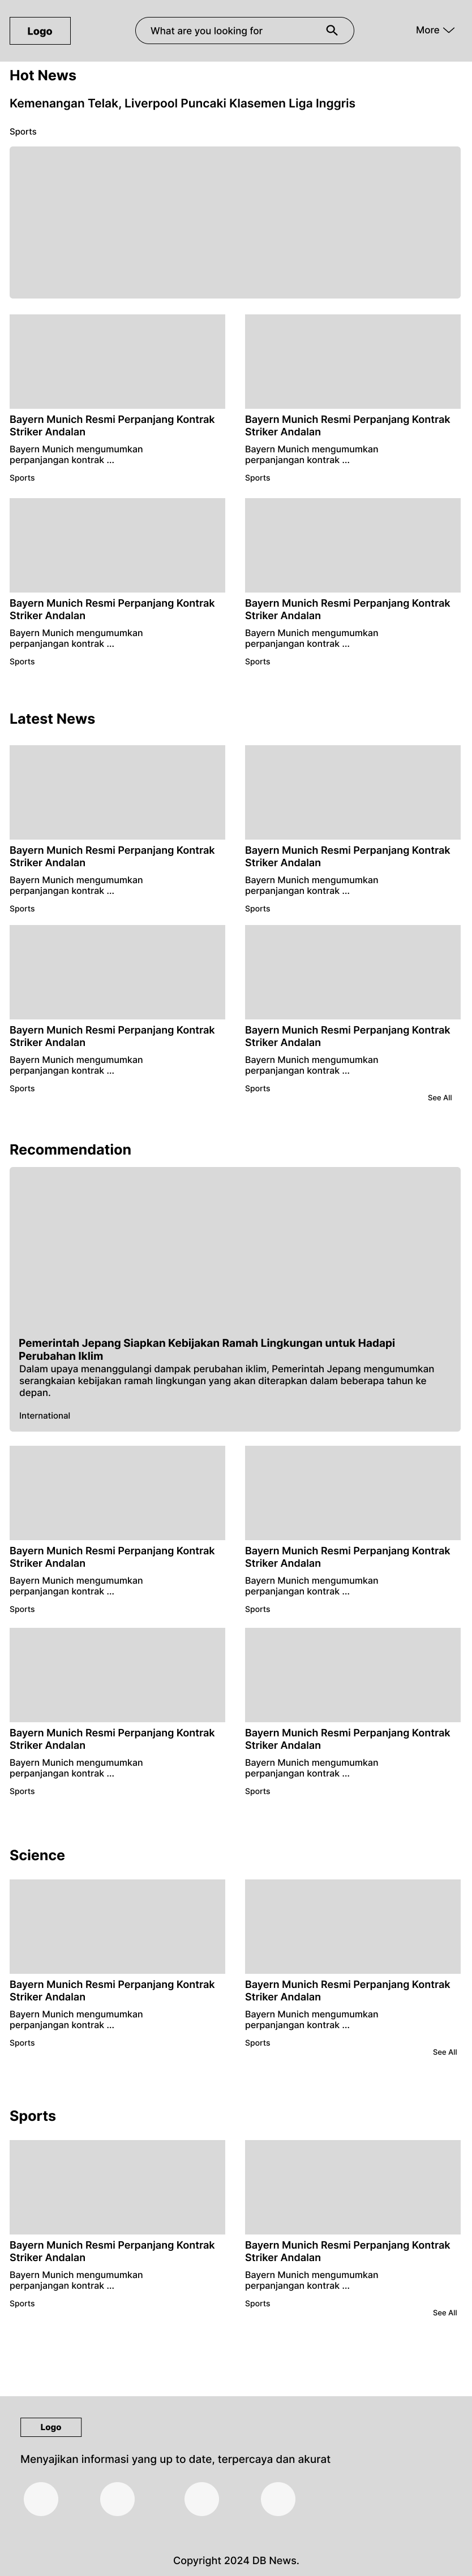 Logo
What are you looking for
More
Hot News
Kemenangan Telak, Liverpool Puncaki Klasemen Liga Inggris
Sports
Bayern Munich Resmi Perpanjang Kontrak
Striker Andalan
Bayern Munich mengumumkan
perpanjangan kontrak ...
Sports
Bayern Munich Resmi Perpanjang Kontrak
Striker Andalan
Bayern Munich mengumumkan
perpanjangan kontrak ...
Sports
Bayern Munich Resmi Perpanjang Kontrak
Striker Andalan
Bayern Munich mengumumkan
perpanjangan kontrak ...
Sports
Bayern Munich Resmi Perpanjang Kontrak
Striker Andalan
Bayern Munich mengumumkan
perpanjangan kontrak ...
Sports
Latest News
Bayern Munich Resmi Perpanjang Kontrak
Striker Andalan
Bayern Munich mengumumkan
perpanjangan kontrak ...
Sports
Bayern Munich Resmi Perpanjang Kontrak
Striker Andalan
Bayern Munich mengumumkan
perpanjangan kontrak ...
Sports
Bayern Munich Resmi Perpanjang Kontrak
Striker Andalan
Bayern Munich mengumumkan
perpanjangan kontrak ...
Sports
Bayern Munich Resmi Perpanjang Kontrak
Striker Andalan
Bayern Munich mengumumkan
perpanjangan kontrak ...
Sports
See All
Recommendation
Pemerintah Jepang Siapkan Kebijakan Ramah Lingkungan untuk Hadapi
Perubahan Iklim
Dalam upaya menanggulangi dampak perubahan iklim, Pemerintah Jepang mengumumkan
serangkaian kebijakan ramah lingkungan yang akan diterapkan dalam beberapa tahun ke
depan.
International
Bayern Munich Resmi Perpanjang Kontrak
Striker Andalan
Bayern Munich mengumumkan
perpanjangan kontrak ...
Sports
Bayern Munich Resmi Perpanjang Kontrak
Striker Andalan
Bayern Munich mengumumkan
perpanjangan kontrak ...
Sports
Bayern Munich Resmi Perpanjang Kontrak
Striker Andalan
Bayern Munich mengumumkan
perpanjangan kontrak ...
Sports
Bayern Munich Resmi Perpanjang Kontrak
Striker Andalan
Bayern Munich mengumumkan
perpanjangan kontrak ...
Sports
Science
Bayern Munich Resmi Perpanjang Kontrak
Striker Andalan
Bayern Munich mengumumkan
perpanjangan kontrak ...
Sports
Bayern Munich Resmi Perpanjang Kontrak
Striker Andalan
Bayern Munich mengumumkan
perpanjangan kontrak ...
Sports
See All
Sports
Bayern Munich Resmi Perpanjang Kontrak
Striker Andalan
Bayern Munich mengumumkan
perpanjangan kontrak ...
Sports
Bayern Munich Resmi Perpanjang Kontrak
Striker Andalan
Bayern Munich mengumumkan
perpanjangan kontrak ...
Sports
See All
Logo
Menyajikan informasi yang up to date, terpercaya dan akurat
Copyright 2024 DB News.